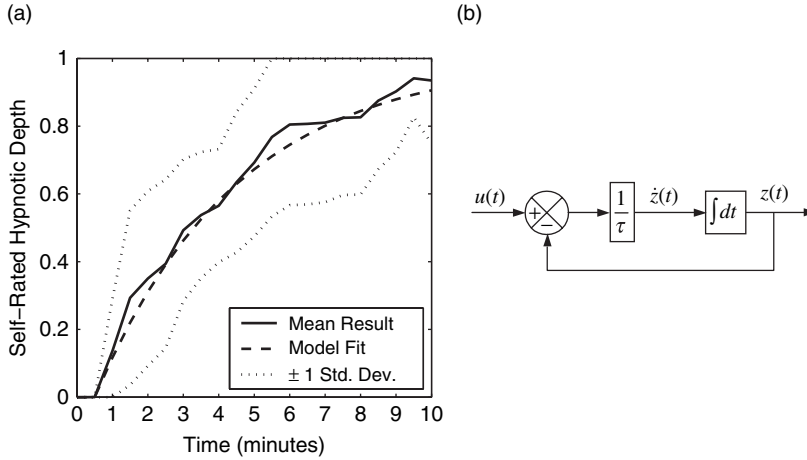 (a)
1
0.8
0.6
0.4
0.2
0
Self–Rated Hypnotic Depth
0 1 2 3 4 5 6 7 8 9 10
Time (minutes)
Mean Result
Model Fit
± 1 Std. Dev.
(b)
u(t)
+
−
1
τ
ż(t)
∫dt
z(t)